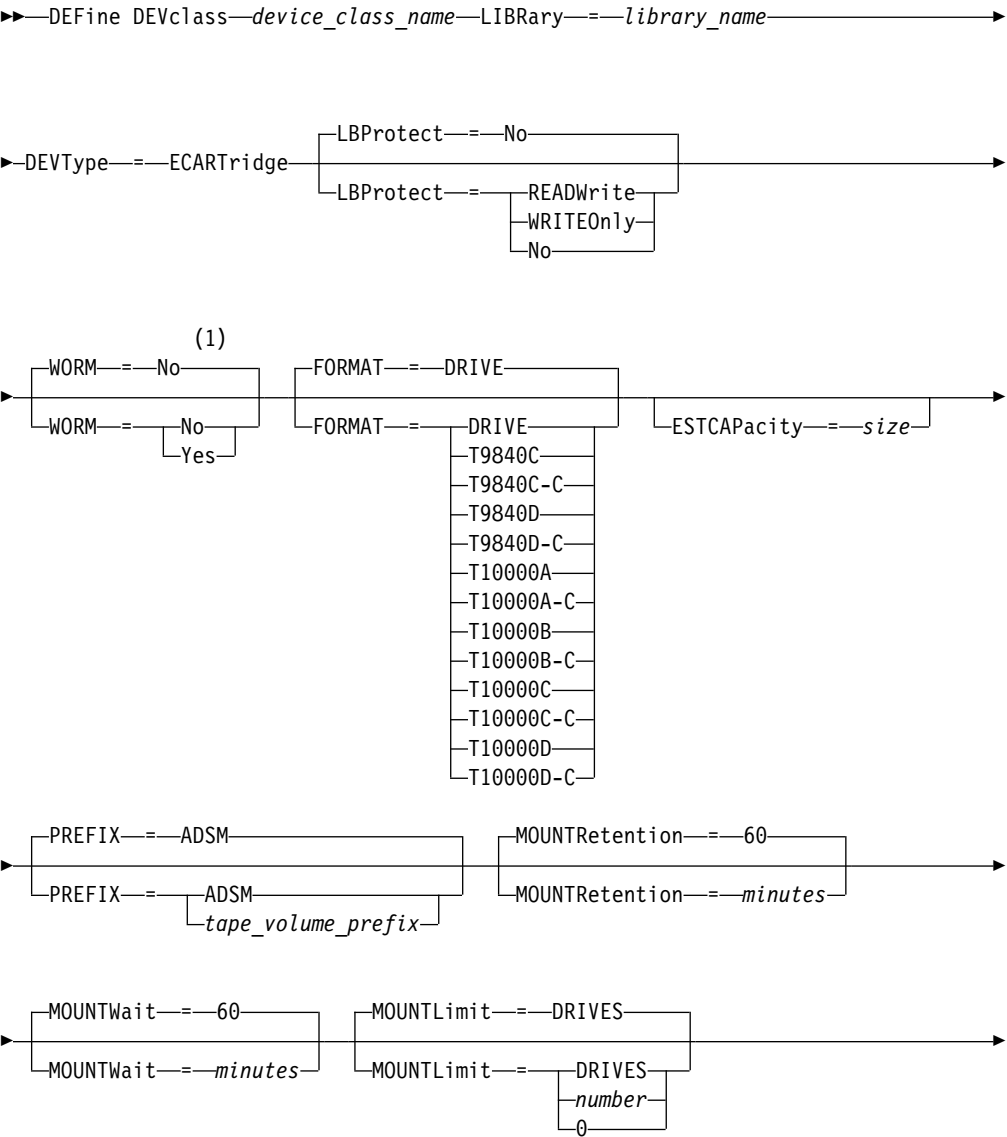 DEFine DEVclass device_class_name LIBRary = library_name
LBProtect = No
DEVType = ECARTridge
LBProtect = READWrite
WRITEOnly
No
(1)
WORM = No FORMAT = DRIVE
WORM = No FORMAT = DRIVE ESTCAPacity = size
Yes T9840C
T9840C-C
T9840D
T9840D-C
T10000A
T10000A-C
T10000B
T10000B-C
T10000C
T10000C-C
T10000D
T10000D-C
PREFIX = ADSM MOUNTRetention = 60
PREFIX = ADSM MOUNTRetention = minutes
tape_volume_prefix
MOUNTWait = 60 MOUNTLimit = DRIVES
MOUNTWait = minutes MOUNTLimit = DRIVES
number
0